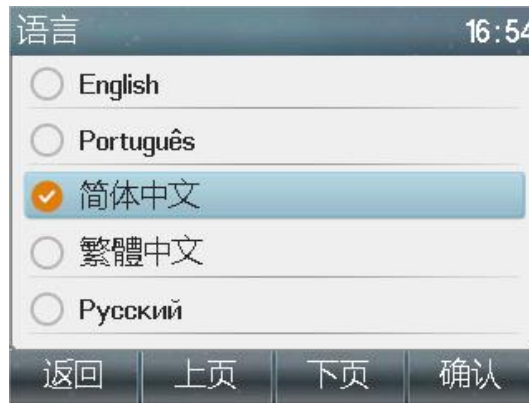 语言 16:54
English
Português
简体中文
繁體中文
Русский
返回 上页 下页 确认